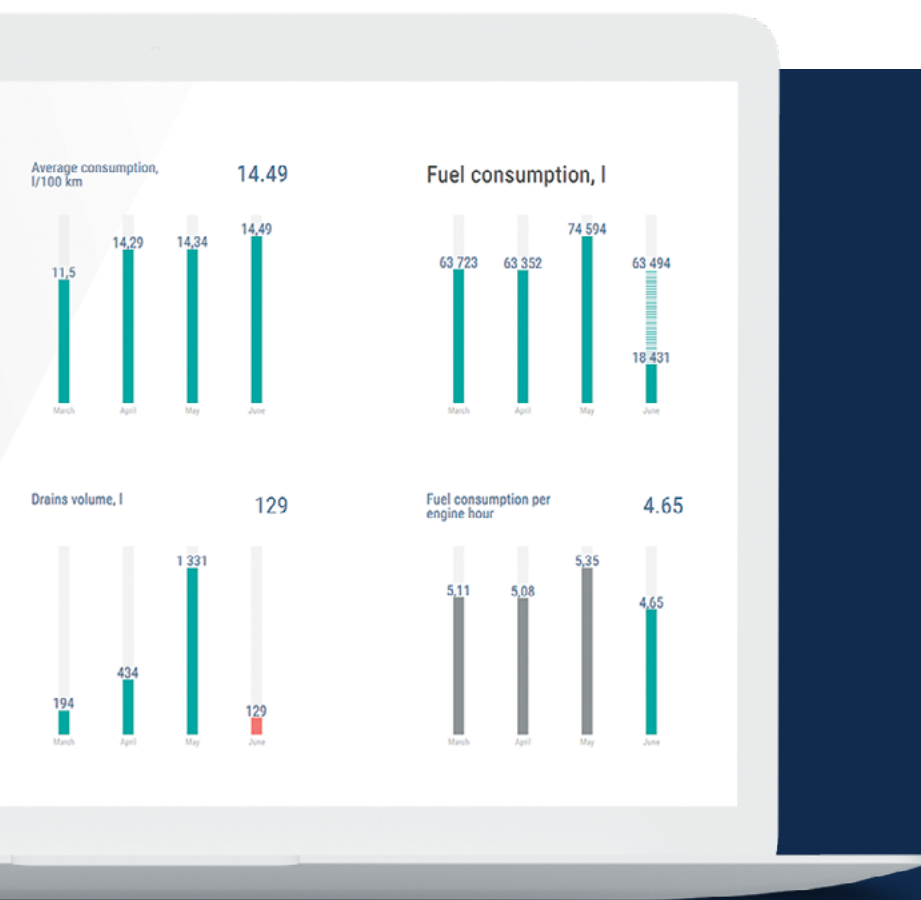 Average consumption,
l/100 km
14.49
14,49
14,29
14,34
11,5
March
April
May
June
Fuel consumption, l
74 594
63 723
63 352
63 494
18 431
March
April
May
June
Drains volume, l
129
1 331
434
194
129
March
April
May
June
Fuel consumption per
engine hour
4.65
5,35
5,11
5,08
4,65
March
April
May
June